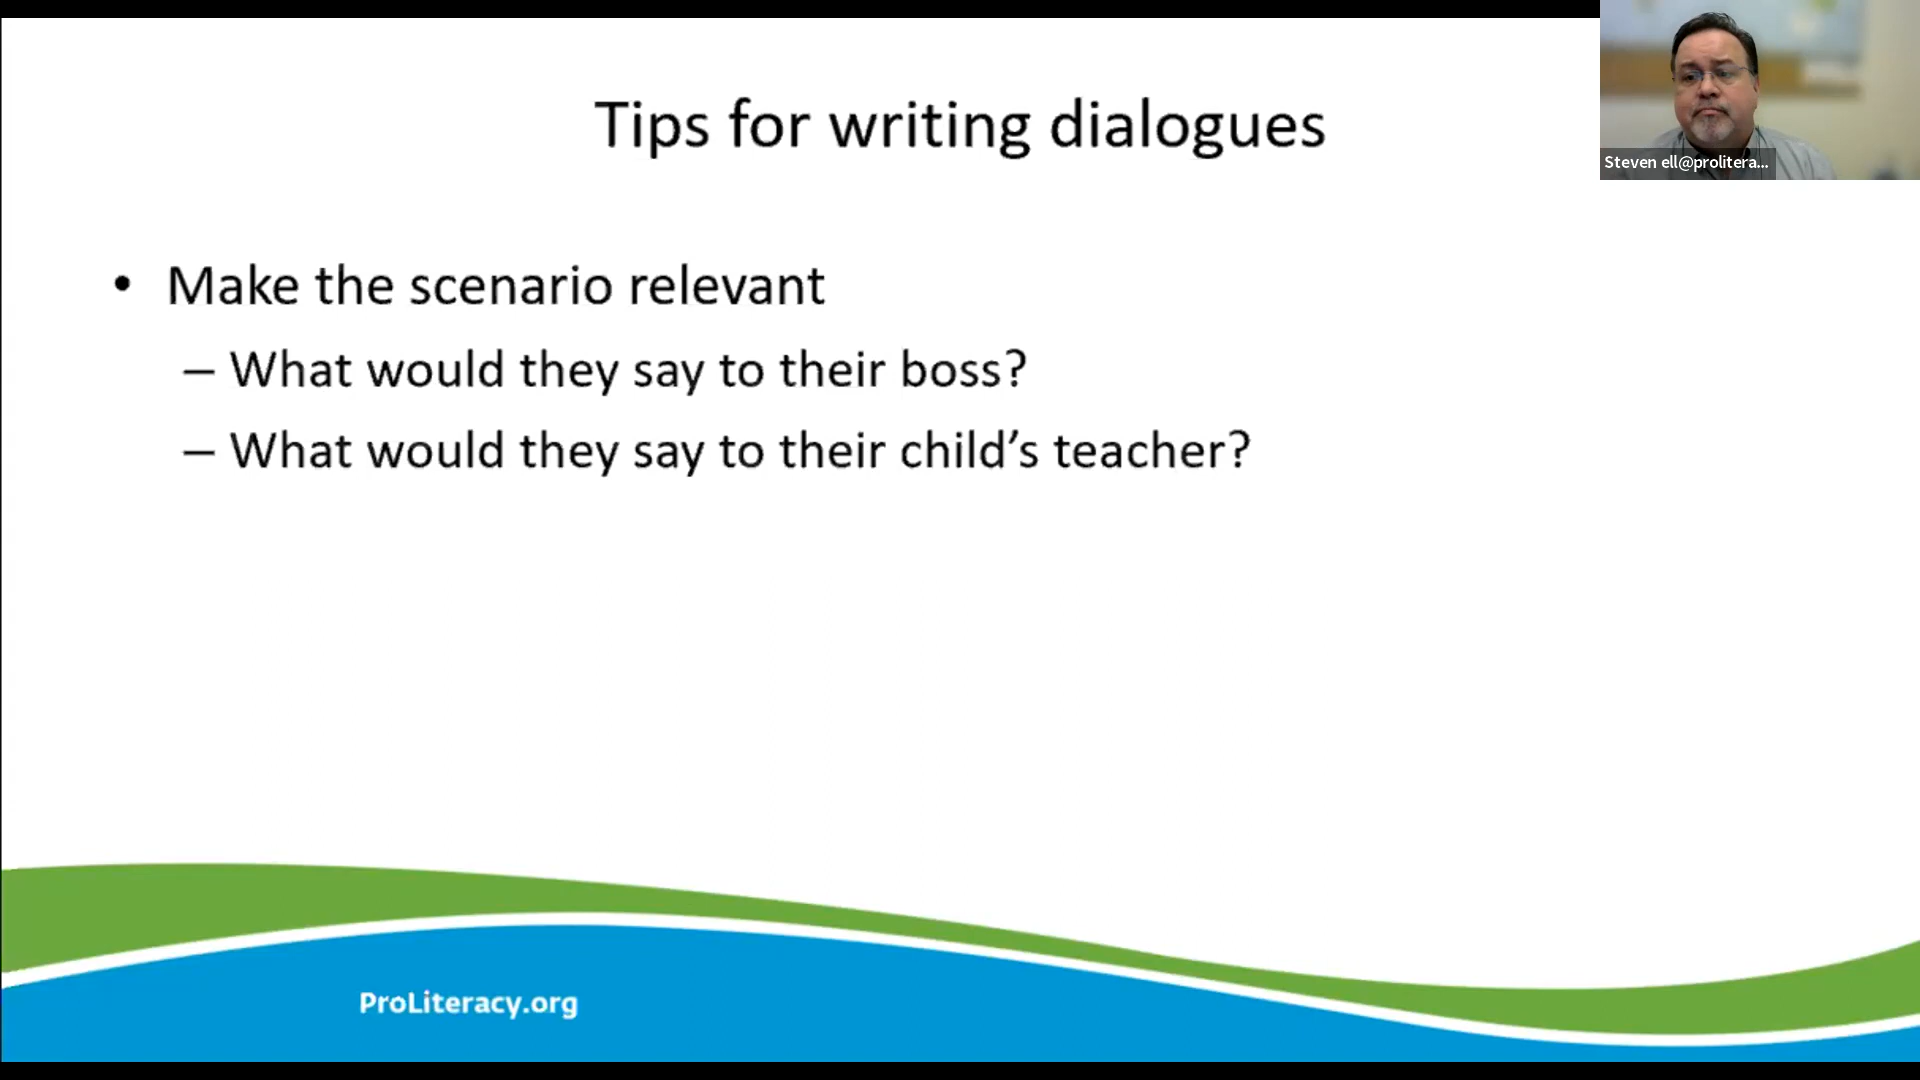 Tips for writing dialogues
Steven ell@prolitera...
• Make the scenario relevant
– What would they say to their boss?
– What would they say to their child’s teacher?
ProLiteracy.org